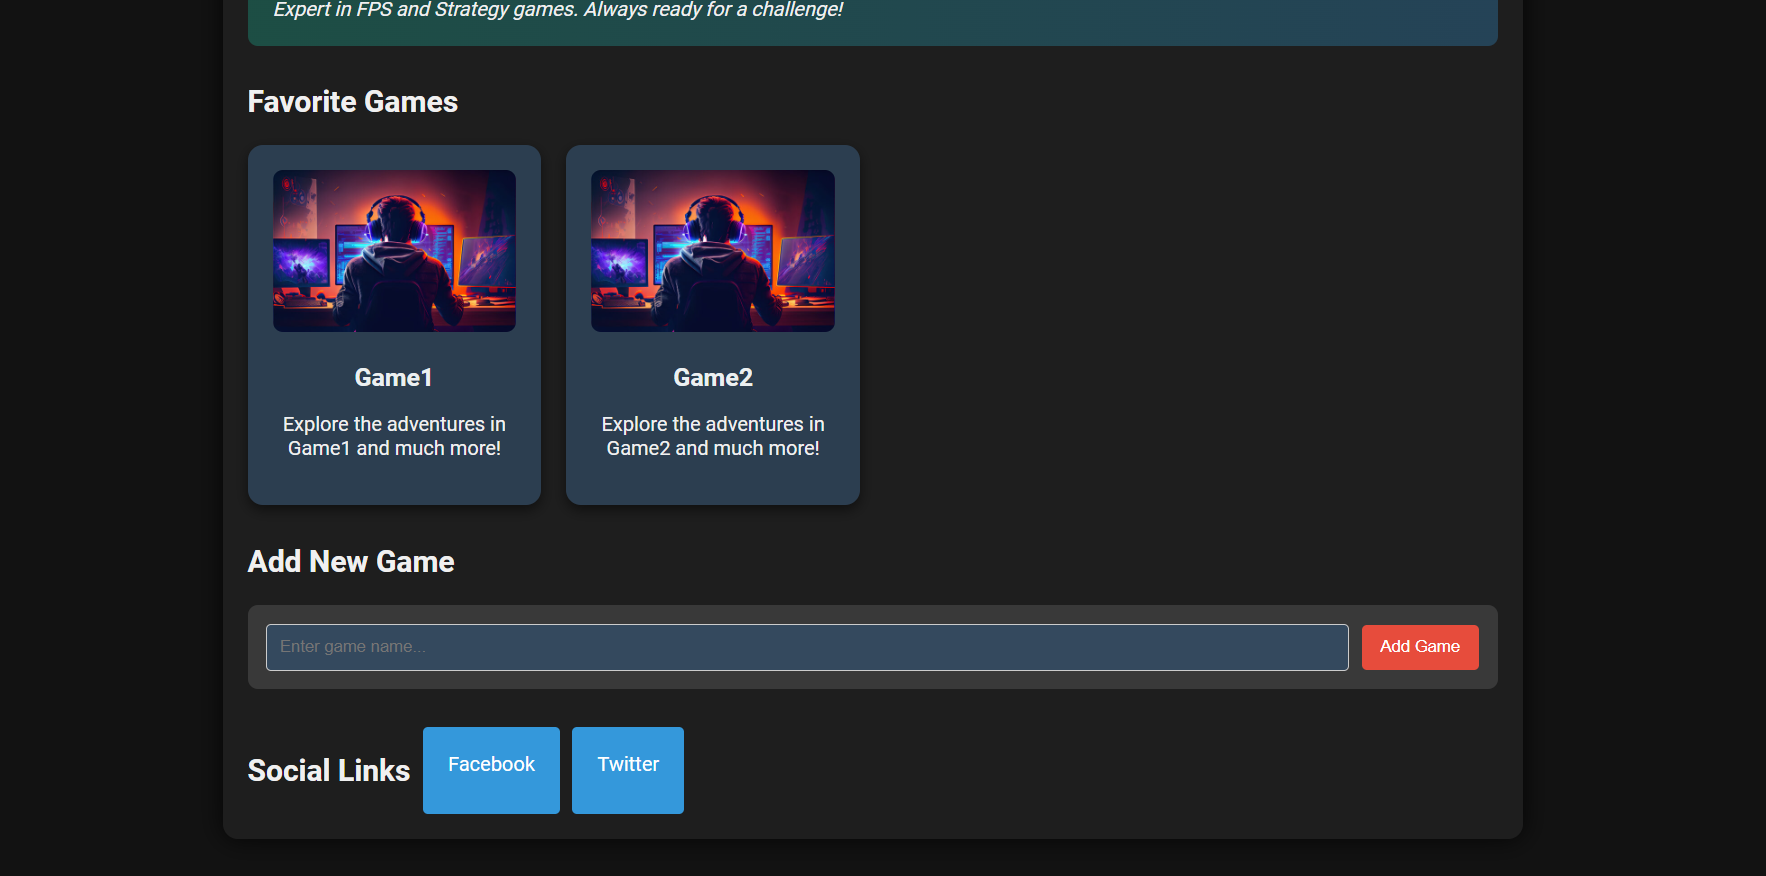 Expert in FPS and Strategy games. Always ready for a challenge!
Favorite Games
Game1
Explore the adventures in
Game1 and much more!
Game2
Explore the adventures in
Game2 and much more!
Add New Game
Enter game name...
Add Game
Social Links
Facebook
Twitter